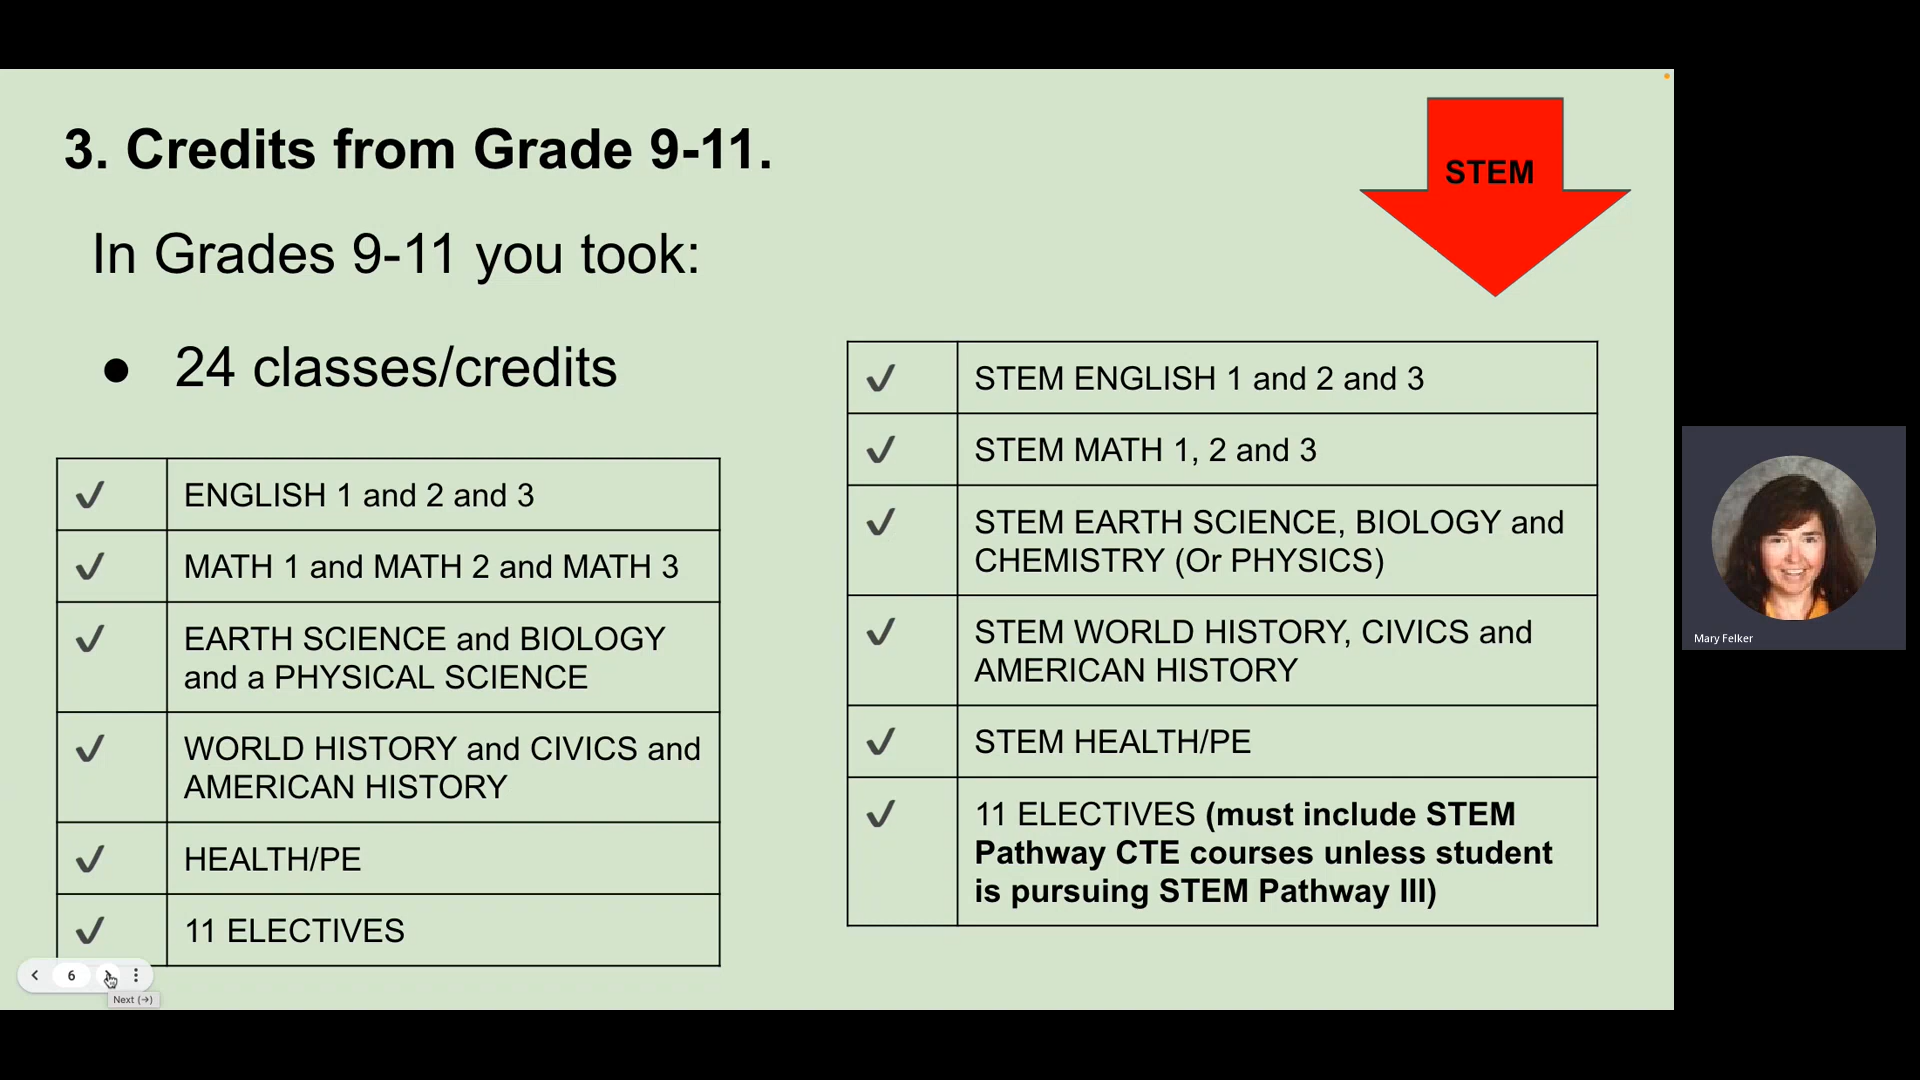 3. Credits from Grade 9-11.
STEM
In Grades 9-11 you took:
● 24 classes/credits
✓ ENGLISH 1 and 2 and 3
✓ MATH 1 and MATH 2 and MATH 3
✓ EARTH SCIENCE and BIOLOGY
and a PHYSICAL SCIENCE
✓ WORLD HISTORY and CIVICS and
AMERICAN HISTORY
✓ HEALTH/PE
✓ 11 ELECTIVES
✓ STEM ENGLISH 1 and 2 and 3
✓ STEM MATH 1, 2 and 3
✓ STEM EARTH SCIENCE, BIOLOGY and
CHEMISTRY (Or PHYSICS)
✓ STEM WORLD HISTORY, CIVICS and
AMERICAN HISTORY
✓ STEM HEALTH/PE
✓ 11 ELECTIVES (must include STEM
Pathway CTE courses unless student
is pursuing STEM Pathway III)
6
Next (→)
Mary Felker